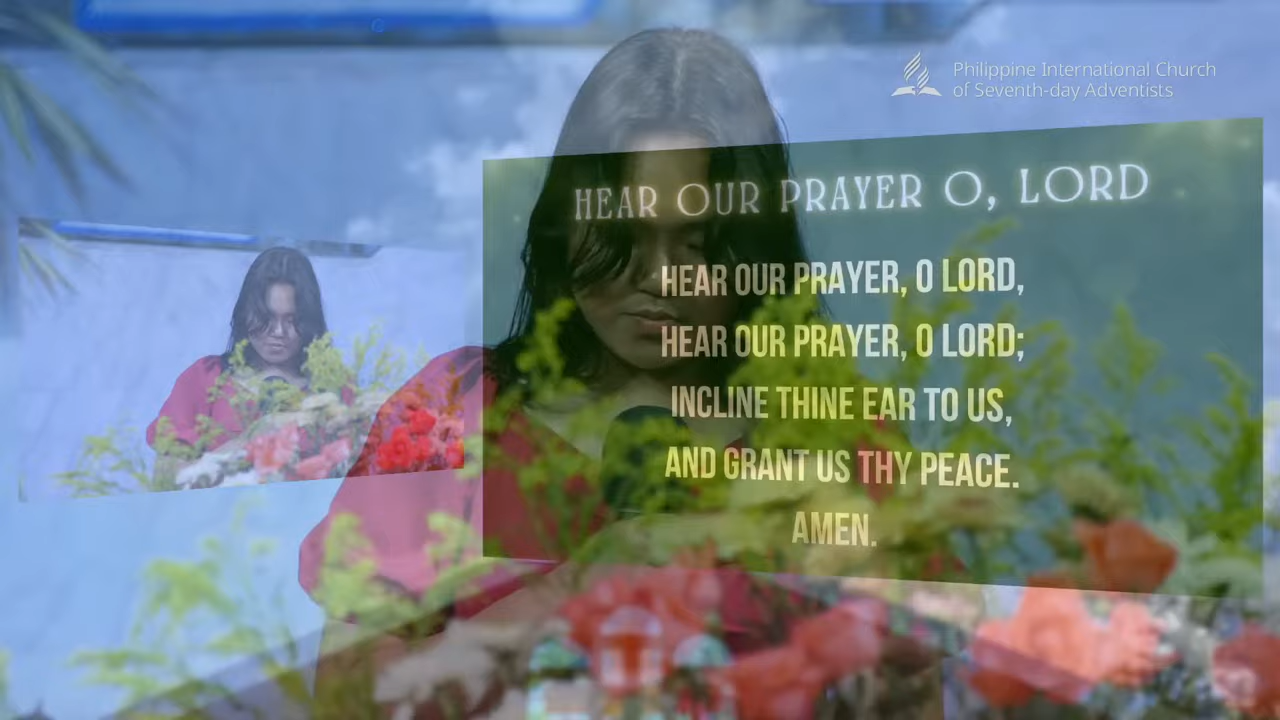 Philippine International Church
of Seventh-day Adventists
HEAR OUR PRAYER O, LORD
HEAR OUR PRAYER, O LORD,
HEAR OUR PRAYER, O LORD;
INCLINE THINE EAR TO US,
AND GRANT US THY PEACE.
AMEN.